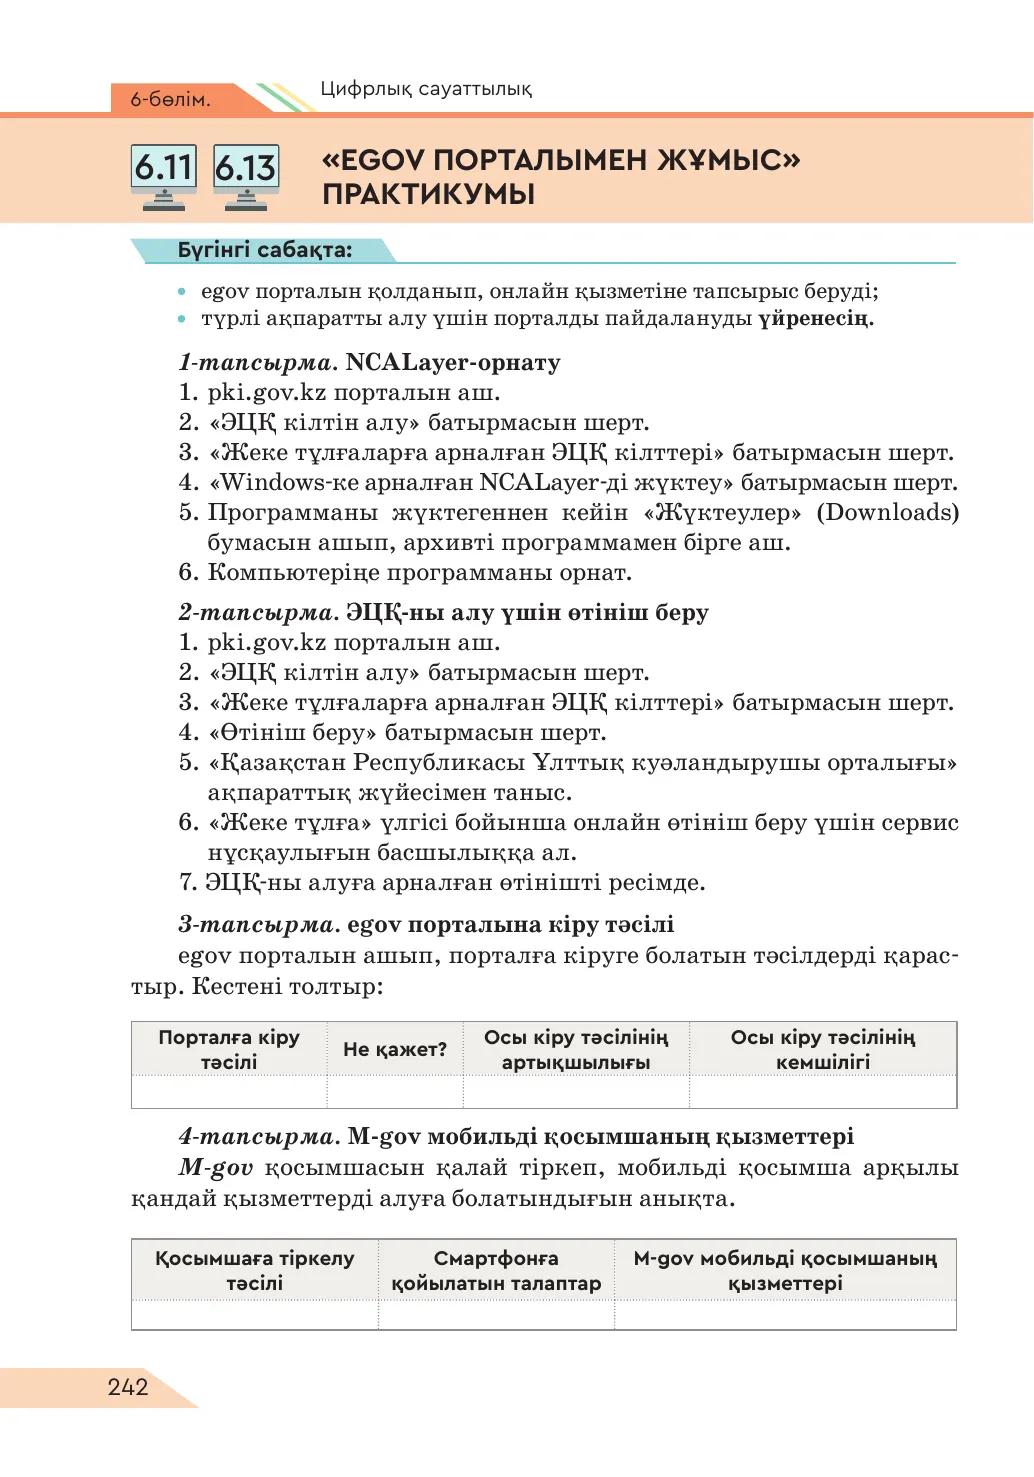 6-бөлім.
Цифрлық сауаттылық
6.11 6.13
«EGOV ПОРТАЛЫМЕН ЖҰМЫС»
ПРАКТИКУМЫ
Бүгінгі сабақта:
• egov порталын қолданып, онлайн қызметіне тапсырыс беруді;
• түрлі ақпаратты алу үшін порталды пайдалануды үйренесің.
1-тапсырма. NCALayer-орнату
1. pki.gov.kz порталын аш.
2. «ЭЦҚ кілтін алу» батырмасын шерт.
3. «Жеке тұлғаларға арналған ЭЦҚ кілттері» батырмасын шерт.
4. «Windows-ке арналған NCALayer-ді жүктеу» батырмасын шерт.
5. Программаны жүктегеннен кейін «Жүктеулер» (Downloads)
бумасын ашып, архивті программамен бірге аш.
6. Компьютеріңе программаны орнат.
2-тапсырма. ЭЦҚ-ны алу үшін өтініш беру
1. pki.gov.kz порталын аш.
2. «ЭЦҚ кілтін алу» батырмасын шерт.
3. «Жеке тұлғаларға арналған ЭЦҚ кілттері» батырмасын шерт.
4. «Өтініш беру» батырмасын шерт.
5. «Қазақстан Республикасы Ұлттық куәландырушы орталығы»
ақпараттық жүйесімен таныс.
6. «Жеке тұлға» үлгісі бойынша онлайн өтініш беру үшін сервис
нұсқаулығын басшылыққа ал.
7. ЭЦҚ-ны алуға арналған өтінішті ресімде.
3-тапсырма. egov порталына кіру тәсілі
egov порталын ашып, порталға кіруге болатын тәсілдерді қарас-
тыр. Кестені толтыр:
Порталға кіру
тәсілі
Не қажет?
Осы кіру тәсілінің
артықшылығы
Осы кіру тәсілінің
кемшілігі
4-тапсырма. M-gov мобильді қосымшаның қызметтері
M-gov қосымшасын қалай тіркеп, мобильді қосымша арқылы
қандай қызметтерді алуға болатындығын анықта.
Қосымшаға тіркелу
тәсілі
Смартфонға
қойылатын талаптар
M-gov мобильді қосымшаның
қызметтері
242